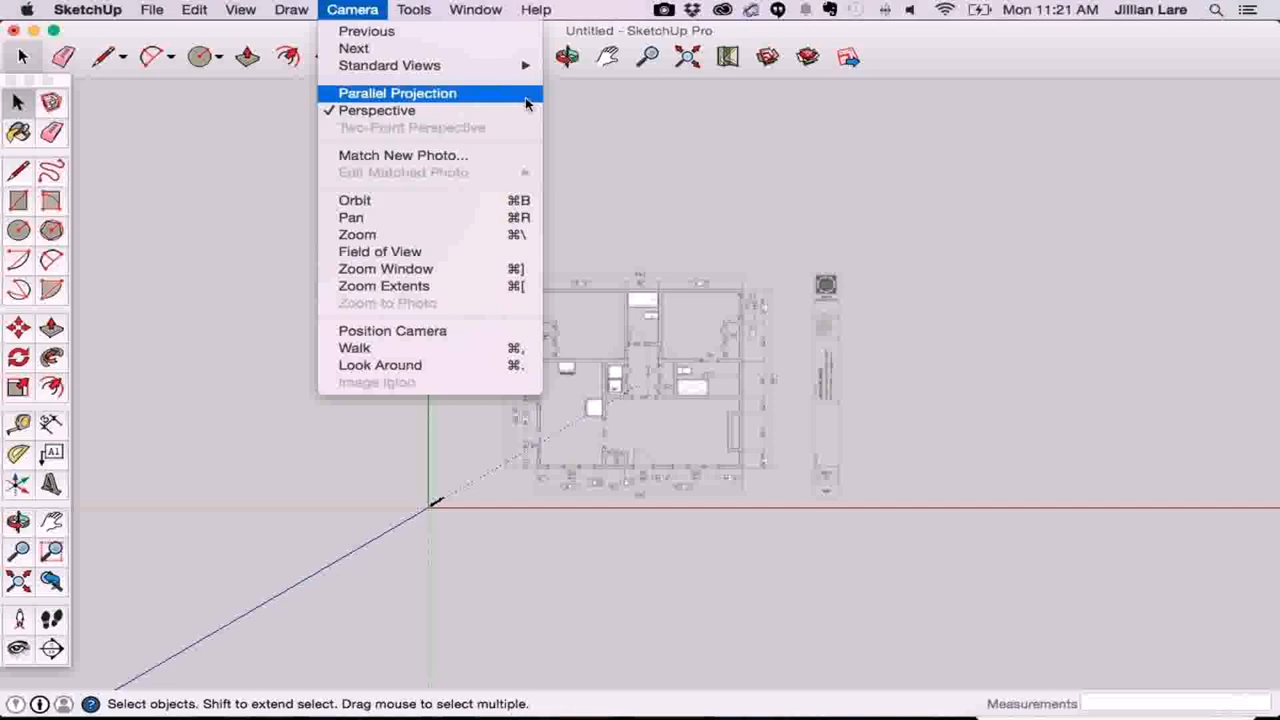 SketchUp File Edit View Draw Camera Tools Window Help Mon 11:21 AM Jillian Lare
Untitled - SketchUp Pro
Previous
Next
Standard Views
Parallel Projection
✓ Perspective
Two-Point Perspective
Match New Photo...
Edit Matched Photo
Orbit ⌘B
Pan ⌘R
Zoom ⌘\
Field of View
Zoom Window ⌘]
Zoom Extents ⌘[
Zoom to Photo
Position Camera
Walk ⌘,
Look Around ⌘.
Image Igloo
A1
Select objects. Shift to extend select. Drag mouse to select multiple.
Measurements